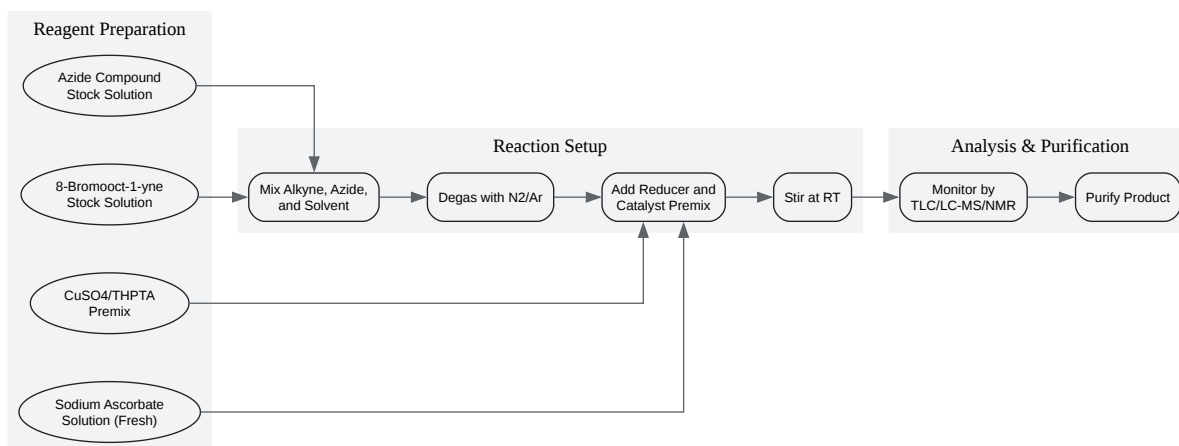 Reagent Preparation
Azide Compound
Stock Solution
8-Bromooct-1-yne
Stock Solution
CuSO4/THPTA
Premix
Sodium Ascorbate
Solution (Fresh)
Reaction Setup
Mix Alkyne, Azide,
and Solvent
Degas with N2/Ar
Add Reducer and
Catalyst Premix
Stir at RT
Analysis & Purification
Monitor by
TLC/LC-MS/NMR
Purify Product